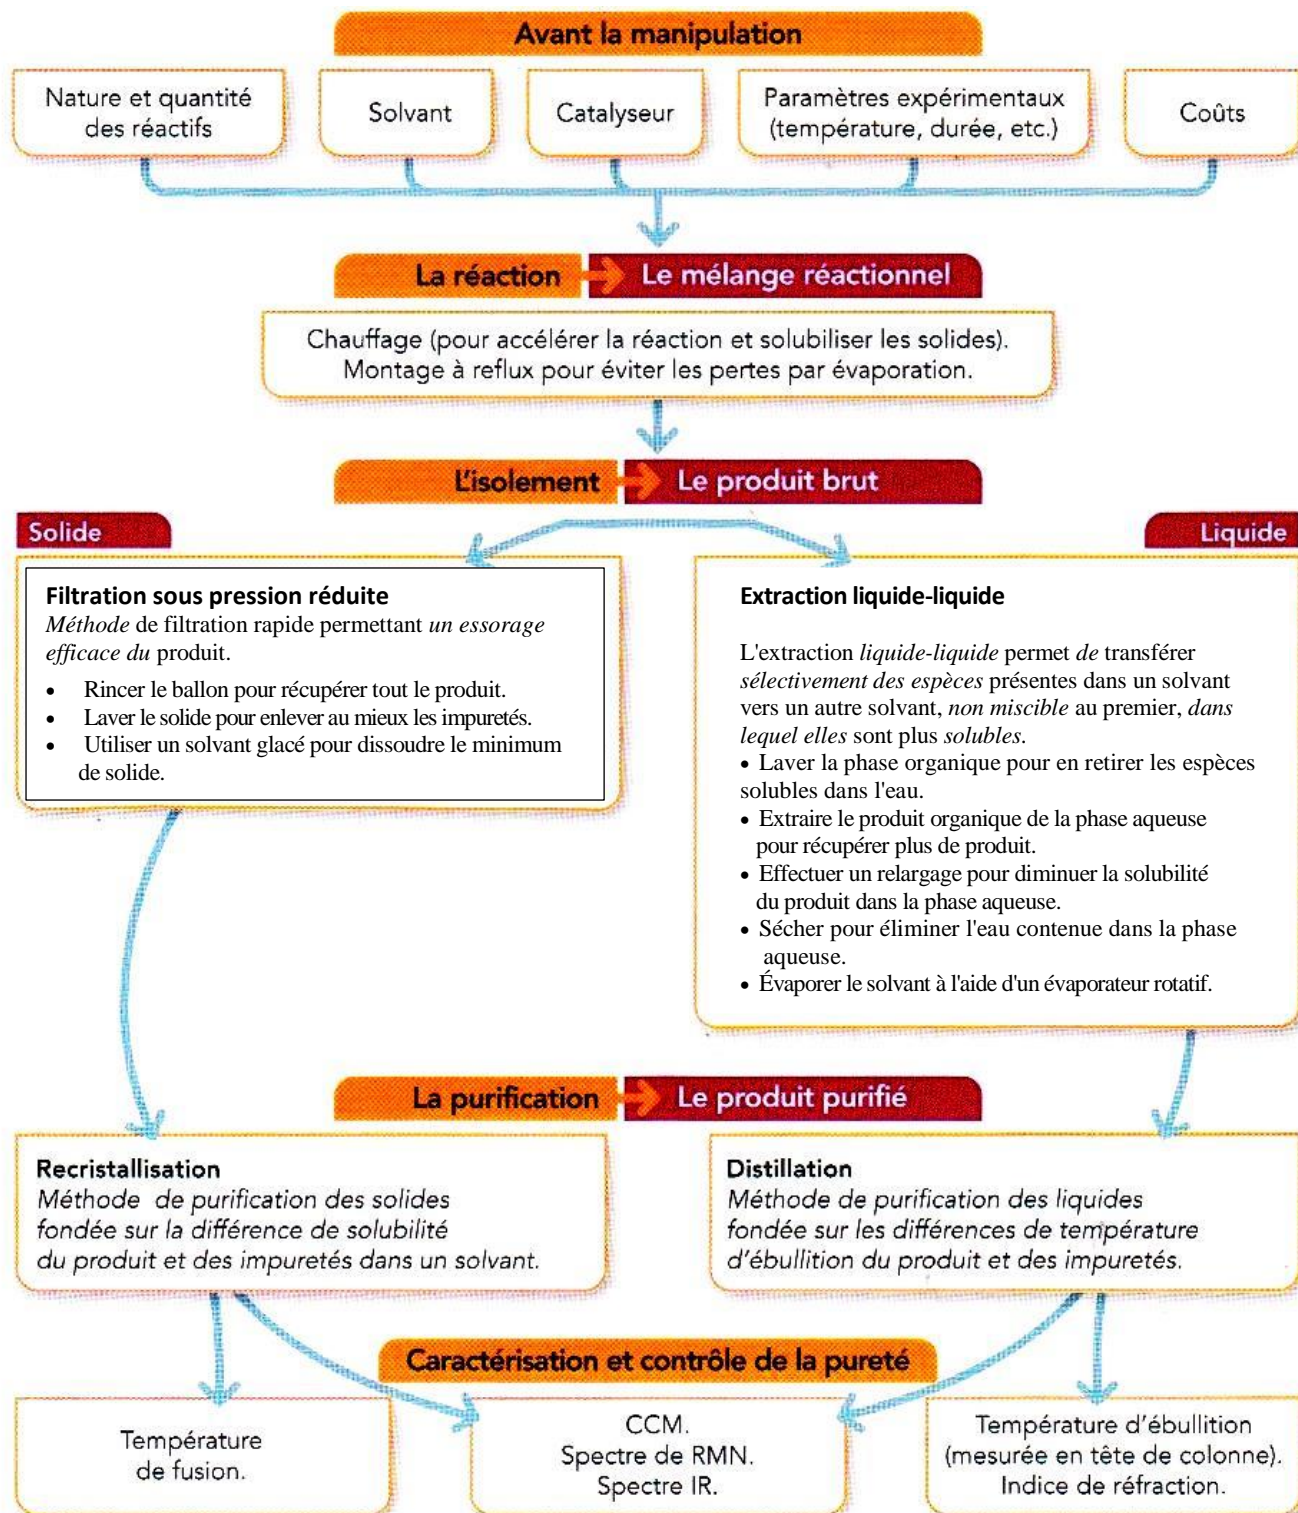 Avant la manipulation
Nature et quantité
des réactifs
Solvant
Catalyseur
Paramètres expérimentaux
(température, durée, etc.)
Coûts
La réaction
Le mélange réactionnel
Chauffage (pour accélérer la réaction et solubiliser les solides).
Montage à reflux pour éviter les pertes par évaporation.
L'isolement
Le produit brut
Solide
Filtration sous pression réduite
Méthode de filtration rapide permettant un essorage
efficace du produit.
• Rincer le ballon pour récupérer tout le produit.
• Laver le solide pour enlever au mieux les impuretés.
• Utiliser un solvant glacé pour dissoudre le minimum
de solide.
Liquide
Extraction liquide-liquide
L'extraction liquide-liquide permet de transférer
sélectivement des espèces présentes dans un solvant
vers un autre solvant, non miscible au premier, dans
lequel elles sont plus solubles.
• Laver la phase organique pour en retirer les espèces
solubles dans l'eau.
• Extraire le produit organique de la phase aqueuse
pour récupérer plus de produit.
• Effectuer un relargage pour diminuer la solubilité
du produit dans la phase aqueuse.
• Sécher pour éliminer l'eau contenue dans la phase
aqueuse.
• Évaporer le solvant à l'aide d'un évaporateur rotatif.
La purification
Le produit purifié
Recristallisation
Méthode de purification des solides
fondée sur la différence de solubilité
du produit et des impuretés dans un solvant.
Distillation
Méthode de purification des liquides
fondée sur les différences de température
d'ébullition du produit et des impuretés.
Caractérisation et contrôle de la pureté
Température
de fusion.
CCM.
Spectre de RMN.
Spectre IR.
Température d'ébullition
(mesurée en tête de colonne).
Indice de réfraction.